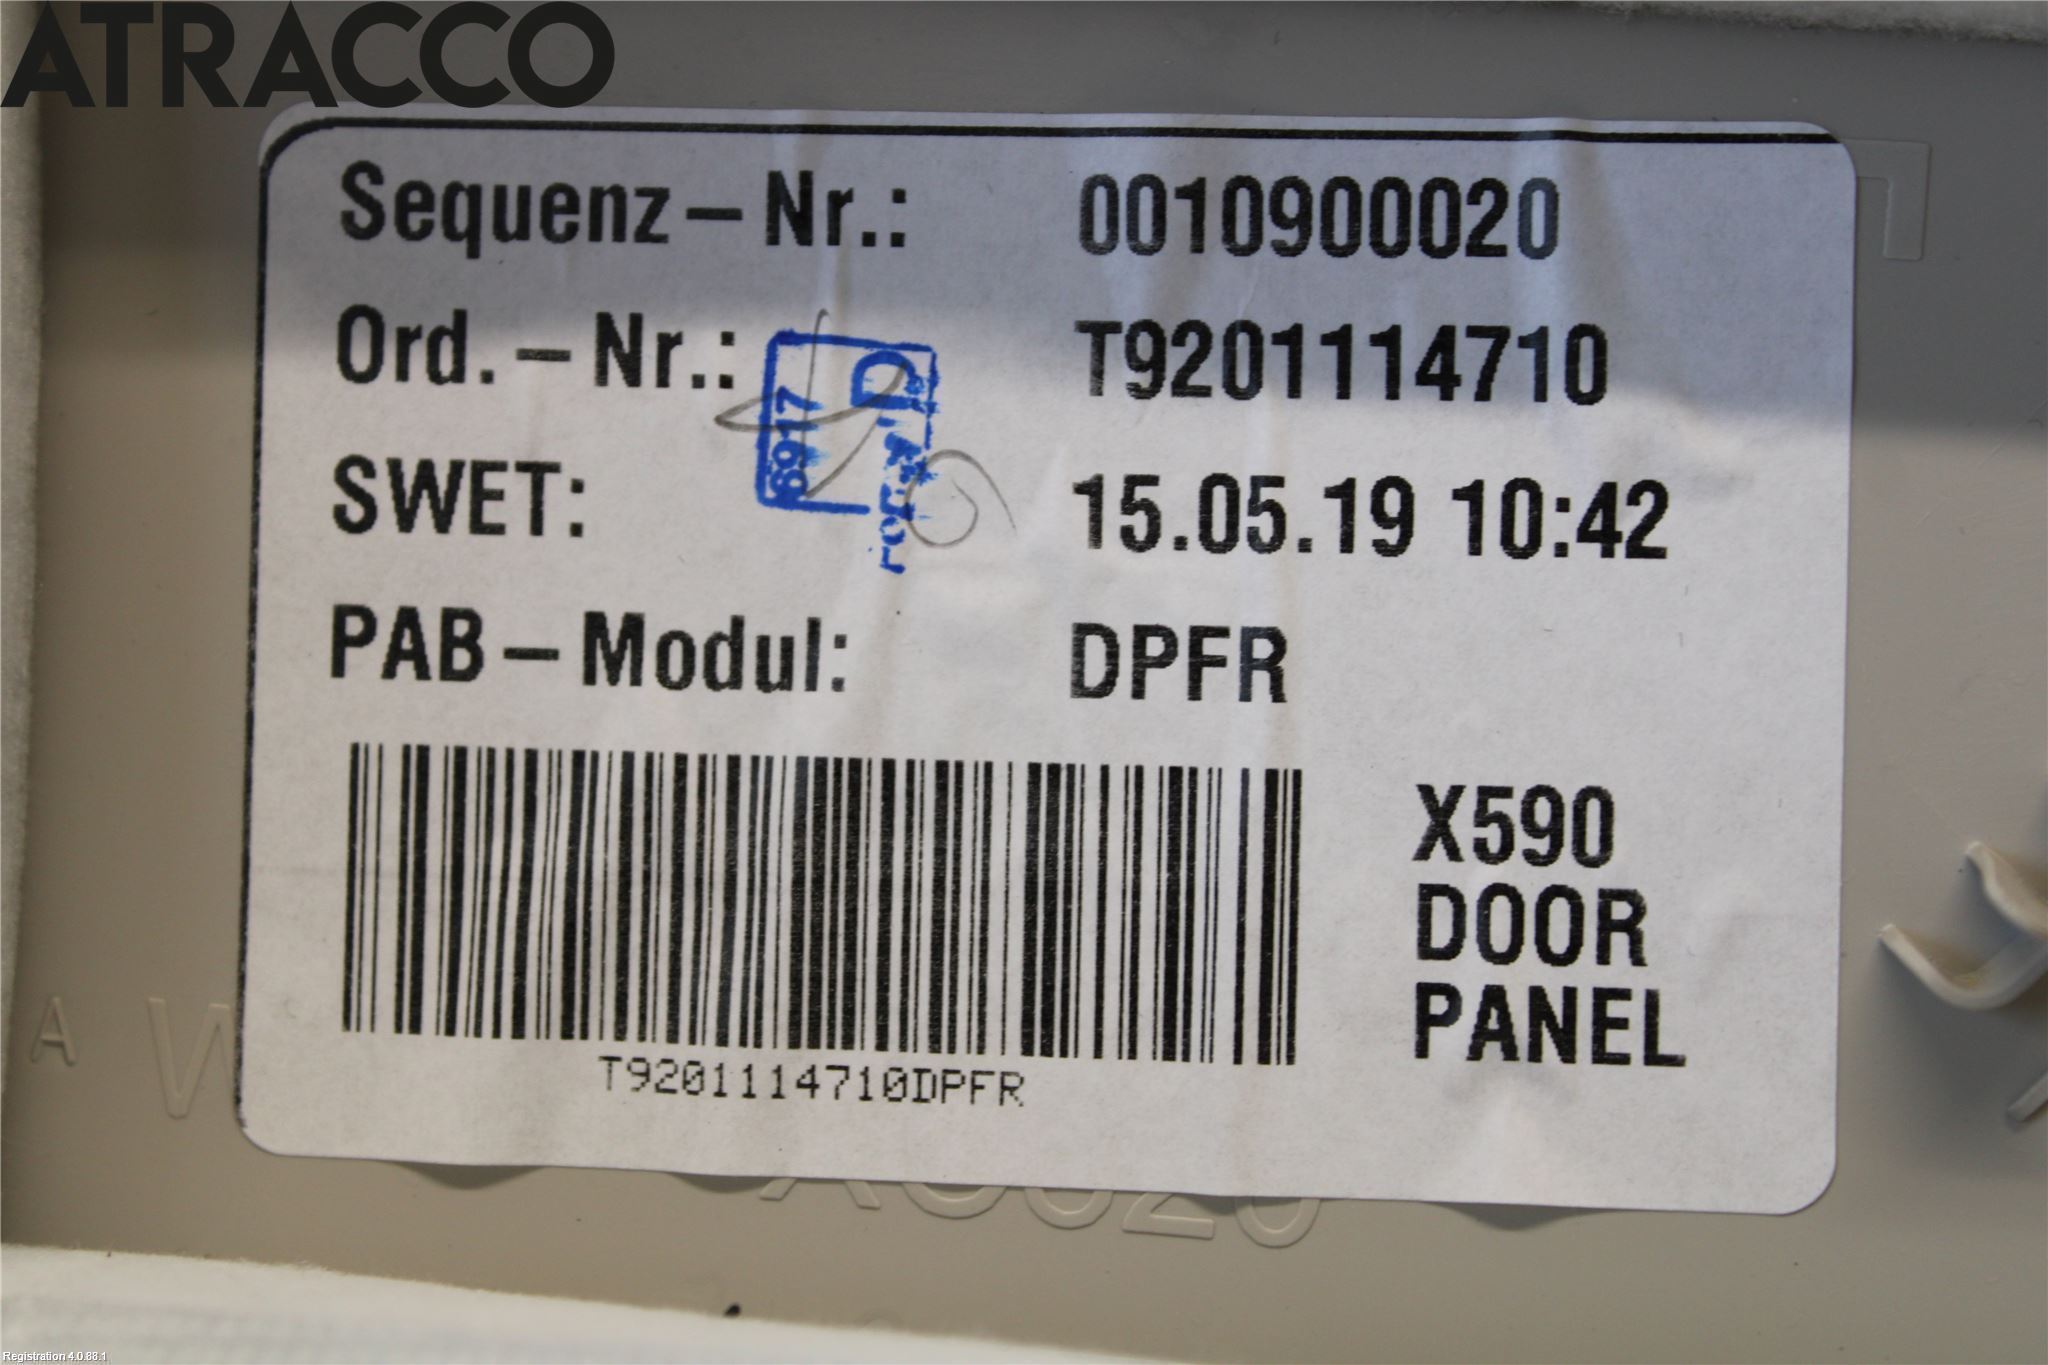 ATRACCO
Sequenz-Nr.: 0010900020
Ord.-Nr.: T9201114710
SWET: 15.05.19 10:42
PAB-Modul: DPFR
6917
D
X590
DOOR
PANEL
T9201114710DPFR
A
Registration 4.0.88.1